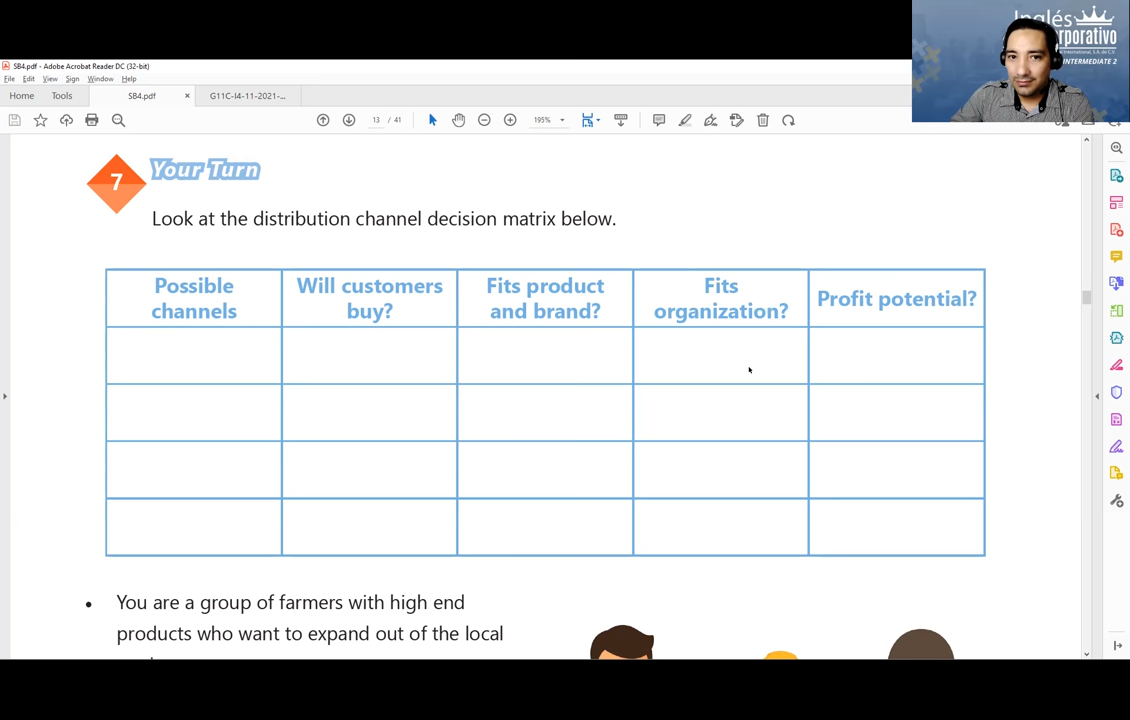 Inglés
Corporativo
INTERMEDIATE 2
SB4.pdf - Adobe Acrobat Reader DC (32-bit)
File Edit View Sign Window Help
Home Tools SB4.pdf × G11C-I4-11-2021-...
13 / 41 195%
7 Your Turn
Look at the distribution channel decision matrix below.
Possible channels
Will customers buy?
Fits product and brand?
Fits organization?
Profit potential?
• You are a group of farmers with high end
products who want to expand out of the local